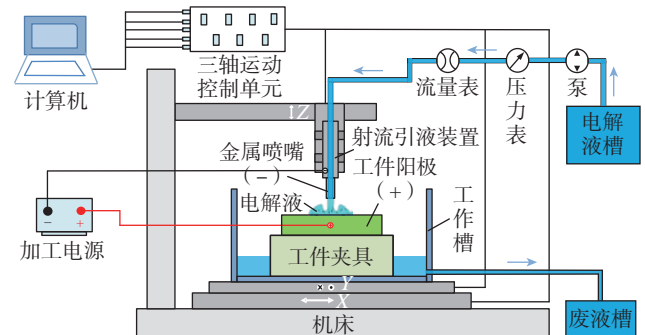 计算机
三轴运动
控制单元
流量表
压
力
表
泵
电解
液槽
Z
射流引液装置
金属喷嘴
(－)
工件阳极
(＋)
电解液
工
作
槽
－
＋
加工电源
工件夹具
Y
X
机床
废液槽